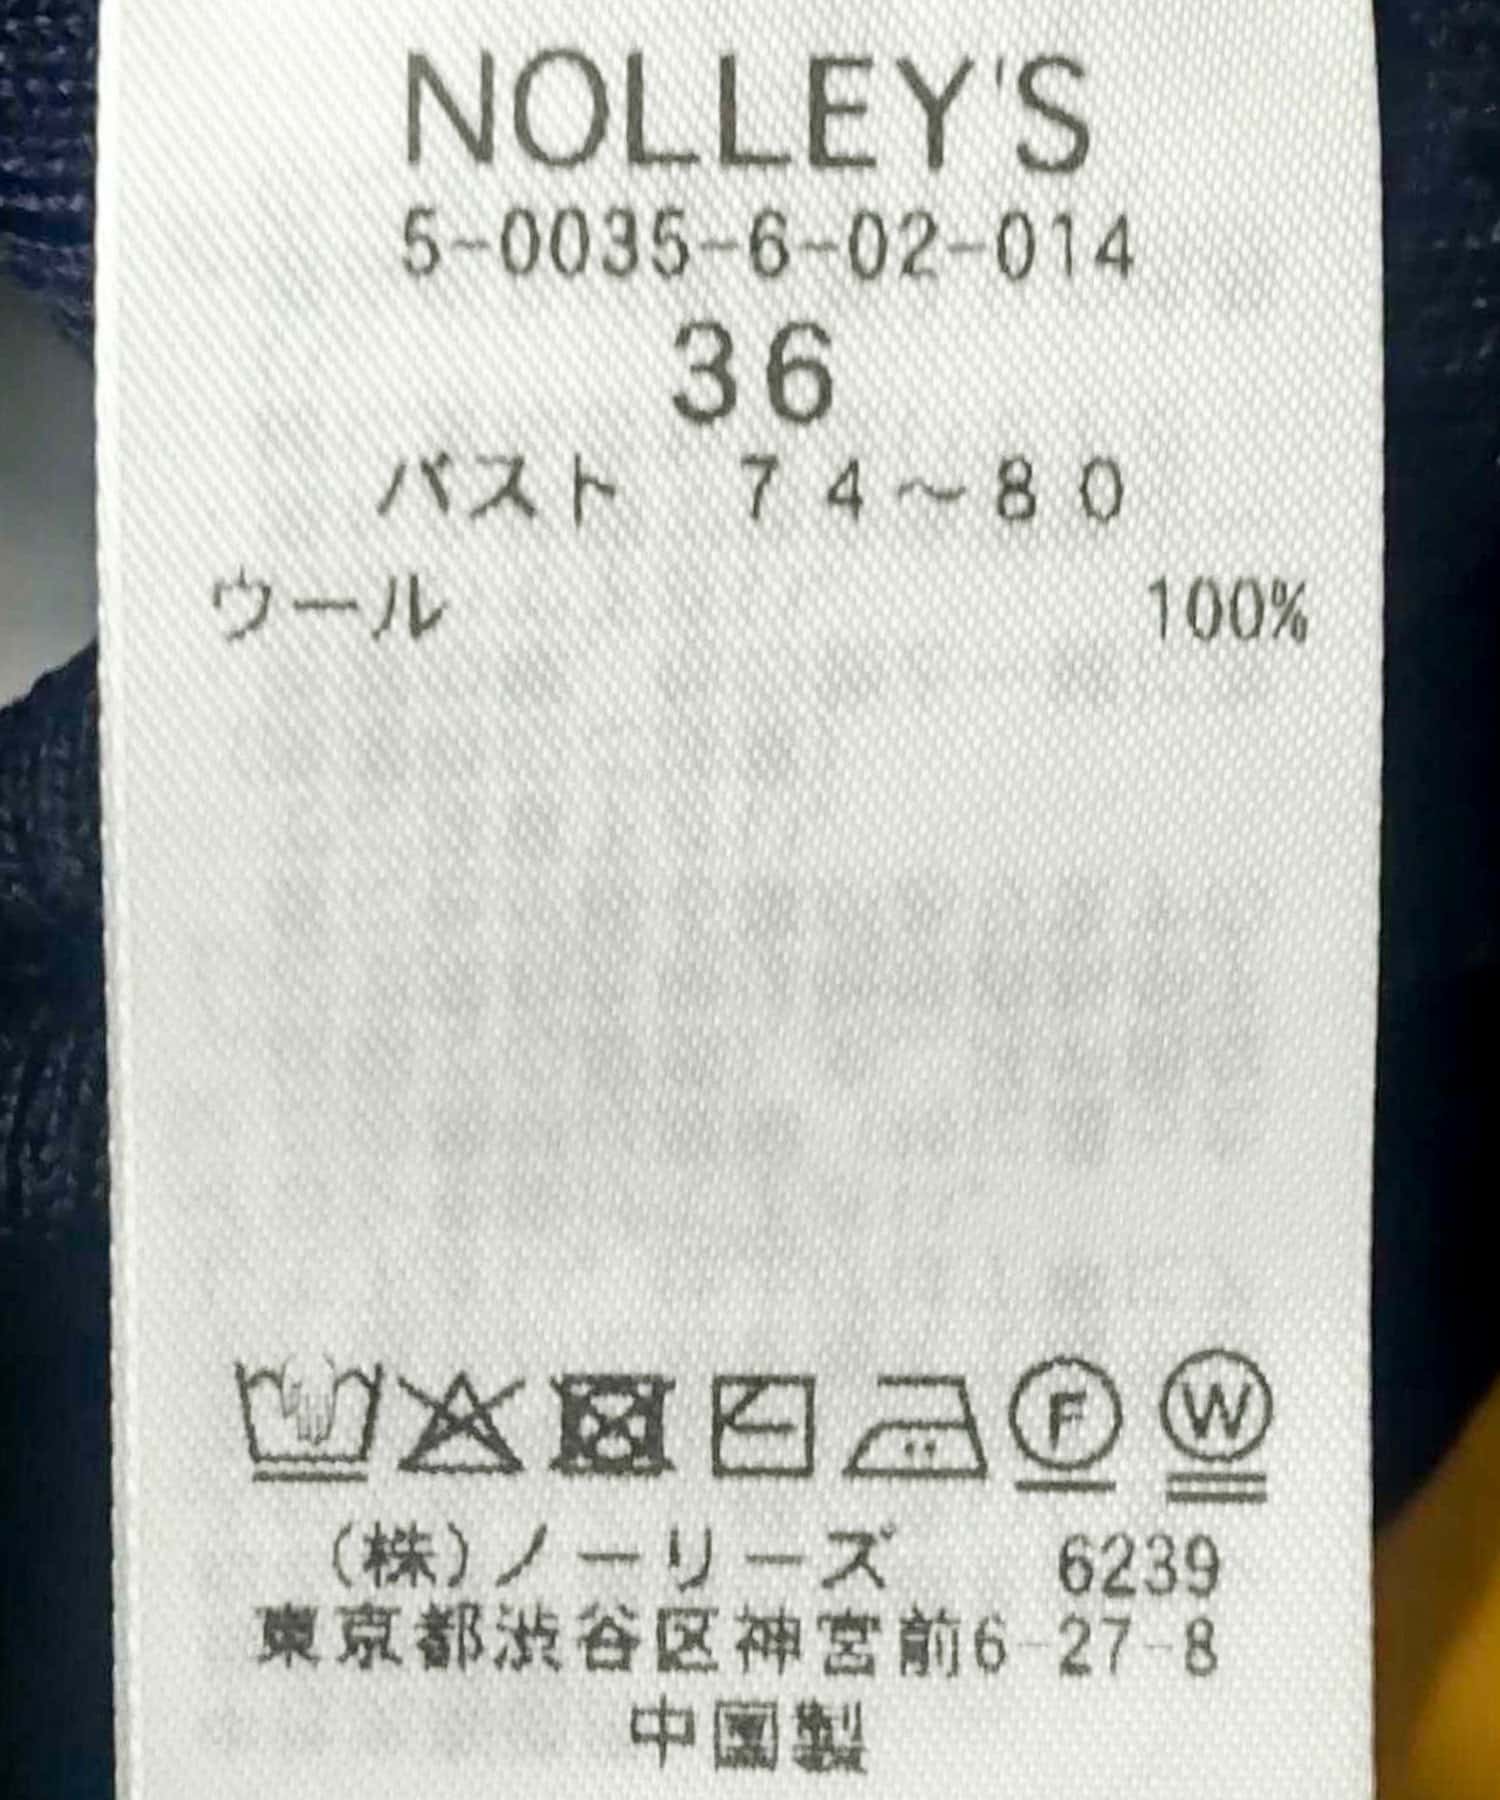 NOLLEY'S
5-0035-6-02-014
36
バスト 74～80
ウール 100%
F W
(株)ノーリーズ 6239
東京都渋谷区神宮前6-27-8
中国製